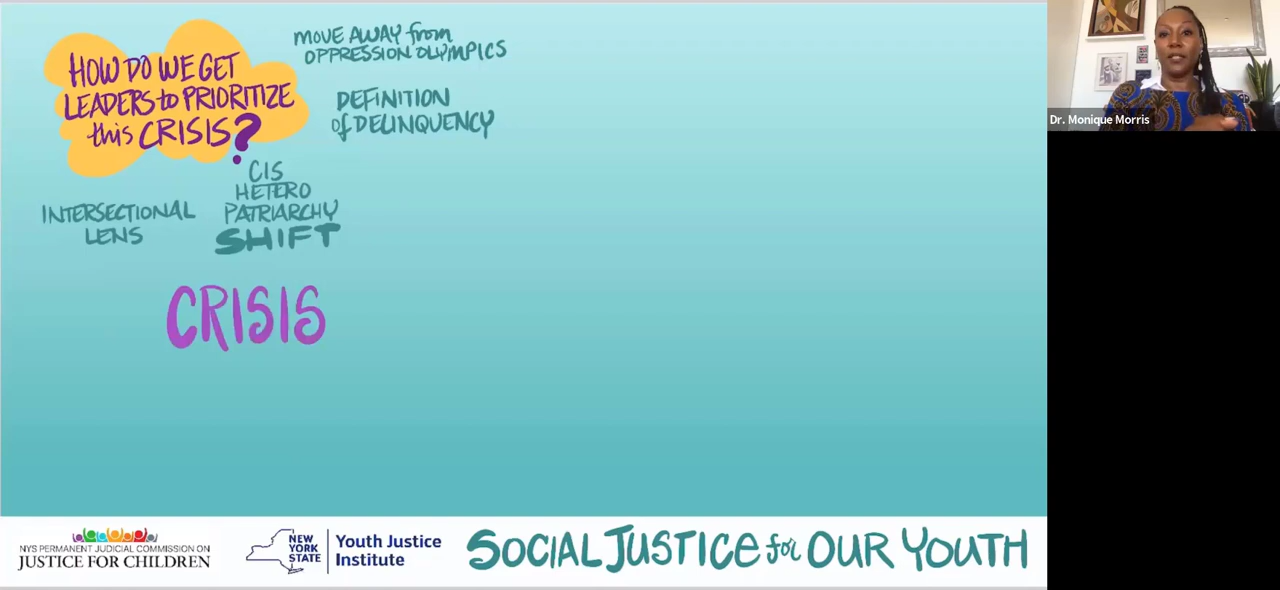 HOW DO WE GET
LEADERS to PRIORITIZE
this CRISIS?
MOVE AWAY from
OPPRESSION OLYMPICS
DEFINITION
of DELINQUENCY
CIS
HETERO
PATRIARCHY
SHIFT
INTERSECTIONAL
LENS
CRISIS
Dr. Monique Morris
NYS PERMANENT JUDICIAL COMMISSION ON
JUSTICE FOR CHILDREN
NEW
YORK
STATE
Youth Justice
Institute
SOCIAL JUSTICE for OUR YOUTH